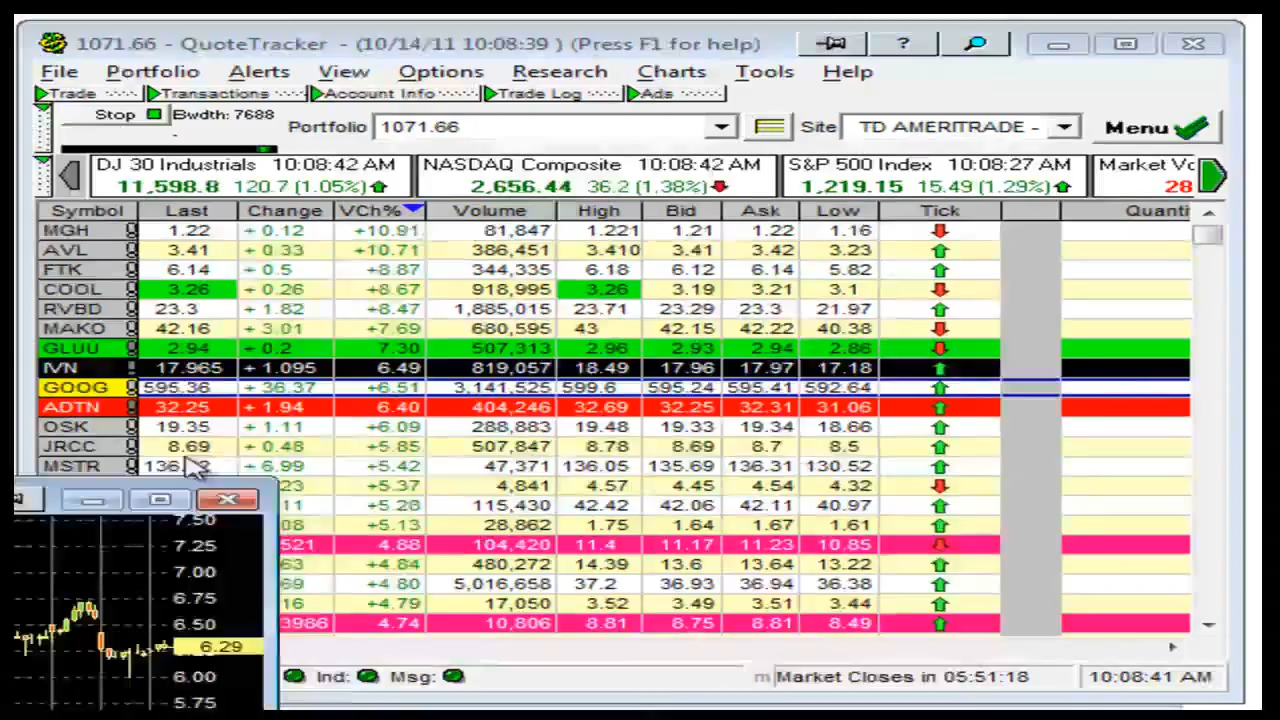 1071.66 - QuoteTracker - (10/14/11 10:08:39 ) (Press F1 for help) ?
File Portfolio Alerts View Options Research Charts Tools Help
Trade Transactions Account Info Trade Log Ads
Stop Bwdth: 7688 Portfolio 1071.66 Site TD AMERITRADE - Menu
DJ 30 Industrials 10:08:42 AM NASDAQ Composite 10:08:42 AM S&P 500 Index 10:08:27 AM Market Vo
11,598.8 120.7 (1.05%) 2,656.44 36.2 (1.38%) 1,219.15 15.49 (1.29%) 28
Symbol Last Change VCh% Volume High Bid Ask Low Tick Quanti
MGH 1.22 + 0.12 +10.91 81,847 1.221 1.21 1.22 1.16
AVL 3.41 + 0.33 +10.71 386,451 3.410 3.41 3.42 3.23
FTK 6.14 + 0.5 +8.87 344,335 6.18 6.12 6.14 5.82
COOL 3.26 + 0.26 +8.67 918,995 3.26 3.19 3.21 3.1
RVBD 23.3 + 1.82 +8.47 1,885,015 23.71 23.29 23.3 21.97
MAKO 42.16 + 3.01 +7.69 680,595 43 42.15 42.22 40.38
GLUU 2.94 + 0.2 7.30 507,313 2.96 2.93 2.94 2.86
IVN 17.965 + 1.095 6.49 819,057 18.49 17.96 17.97 17.18
GOOG 595.36 + 36.37 +6.51 3,141,525 599.6 595.24 595.41 592.64
ADTN 32.25 + 1.94 6.40 404,246 32.69 32.25 32.31 31.06
OSK 19.35 + 1.11 +6.09 288,883 19.48 19.33 19.34 18.66
JRCC 8.69 + 0.48 +5.85 507,847 8.78 8.69 8.7 8.5
MSTR + 6.99 +5.42 47,371 136.05 135.69 136.31 130.52
23 +5.37 4,841 4.57 4.45 4.54 4.32
11 +5.28 115,430 42.42 42.06 42.11 40.97
08 +5.13 28,862 1.75 1.64 1.67 1.61
521 4.88 104,420 11.4 11.17 11.23 10.85
63 +4.84 480,272 14.39 13.6 13.64 13.22
69 +4.80 5,016,658 37.2 36.93 36.94 36.38
16 +4.79 17,050 3.52 3.49 3.51 3.44
3986 4.74 10,806 8.81 8.75 8.81 8.49
7.50
7.25
7.00
6.75
6.50
6.29
6.00
5.75
Ind: Msg: m Market Closes in 05:51:18 10:08:41 AM